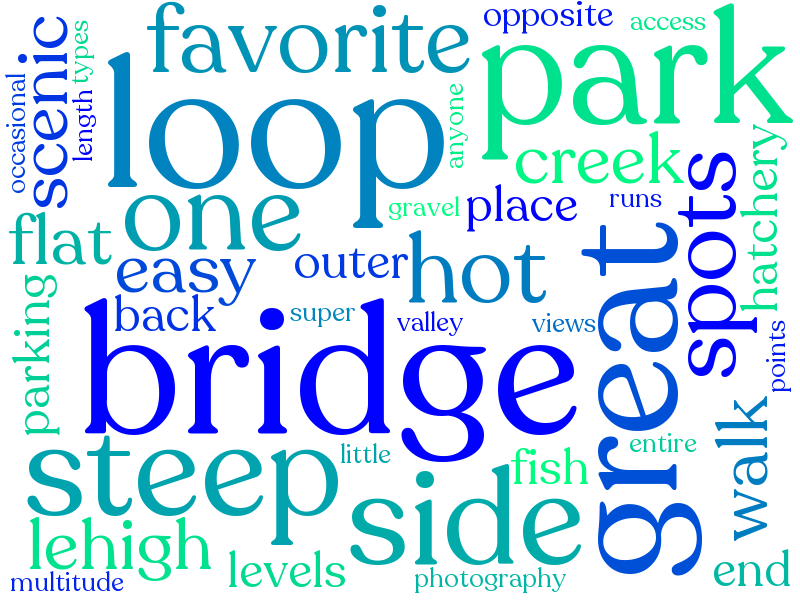 opposite
access
favorite
park
scenic
types
occasional
length
loop
anyone
creek
hatchery
spots
one
gravel
place
runs
flat
easy
outer
hot
great
back
super
valley
views
points
parking
bridge
walk
steep
little
entire
fish
side
lehigh
levels
photography
end
multitude